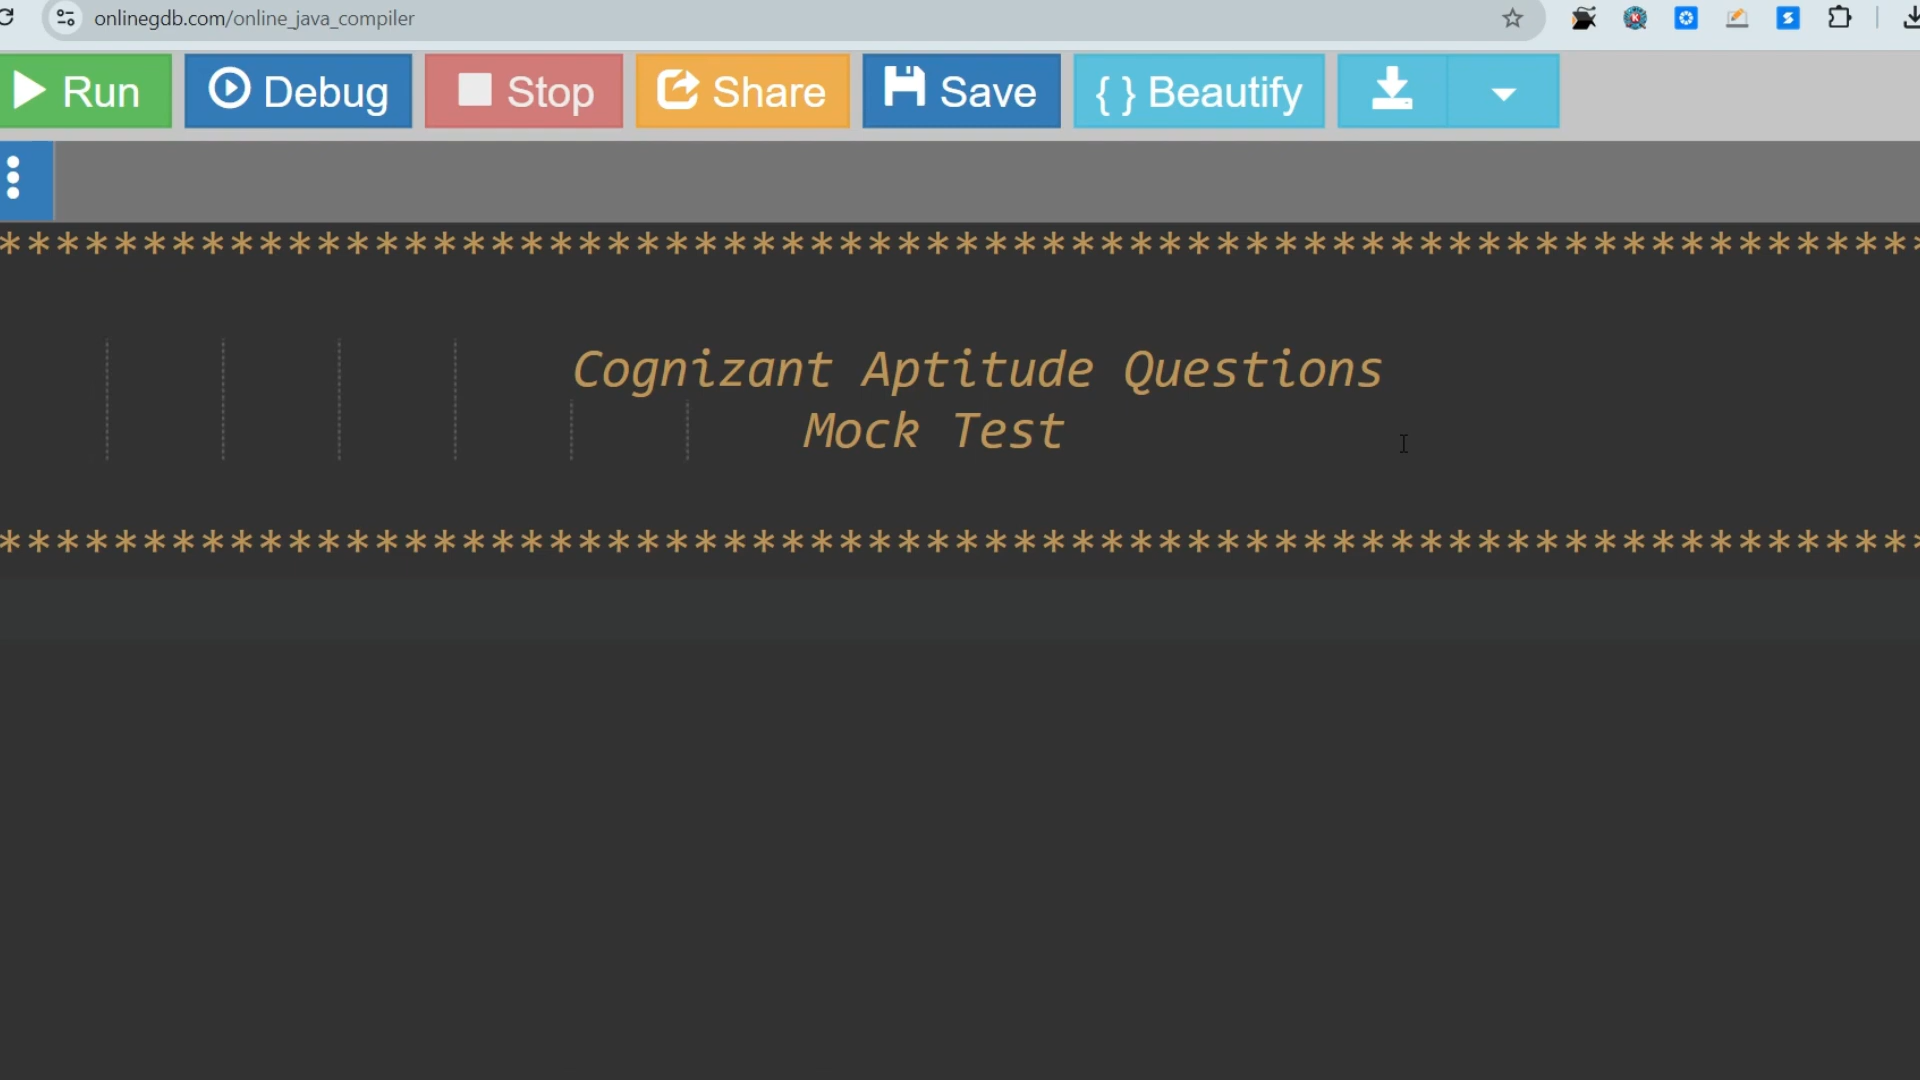 onlinegdb.com/online_java_compiler
Run Debug Stop Share Save { } Beautify
******************************************************************
Cognizant Aptitude Questions
Mock Test
******************************************************************